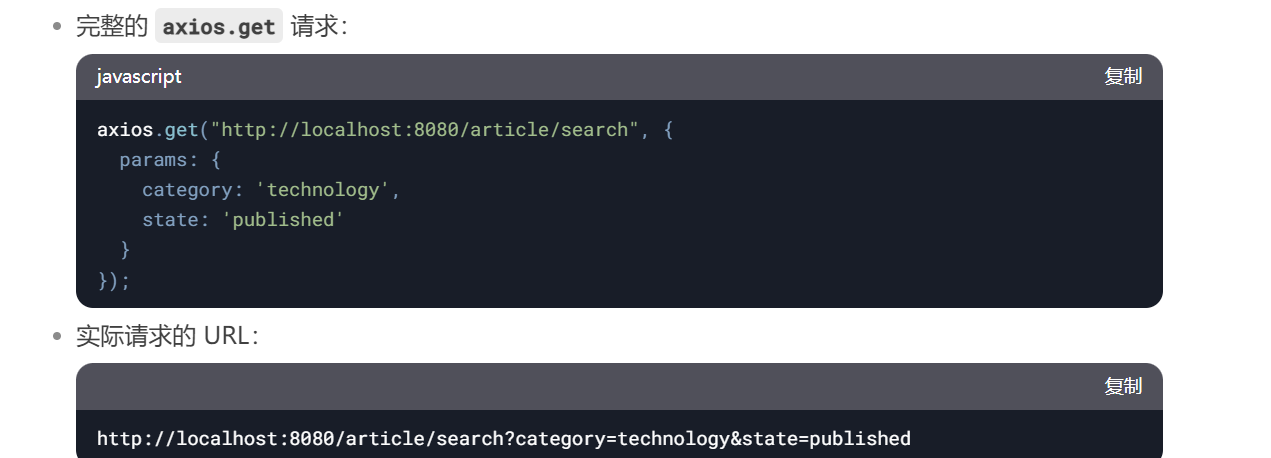 完整的 axios.get 请求：
javascript 复制
axios.get("http://localhost:8080/article/search", {
  params: {
    category: 'technology',
    state: 'published'
  }
});
实际请求的 URL：
复制
http://localhost:8080/article/search?category=technology&state=published